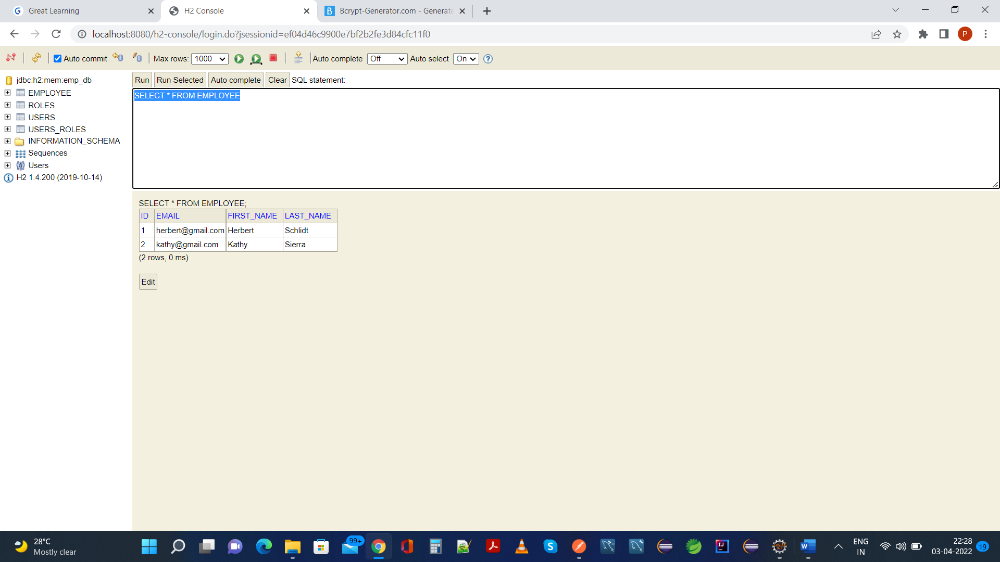 Great Learning
H2 Console
Bcrypt-Generator.com - Generate
localhost:8080/h2-console/login.do?jsessionid=ef04d46c9900e7bf2b2fe3d84cfc11f0
P
Auto commit
Max rows: 1000
Auto complete Off
Auto select On
jdbc:h2:mem:emp_db
EMPLOYEE
ROLES
USERS
USERS_ROLES
INFORMATION_SCHEMA
Sequences
Users
H2 1.4.200 (2019-10-14)
Run Run Selected Auto complete Clear SQL statement:
SELECT * FROM EMPLOYEE
SELECT * FROM EMPLOYEE;
ID EMAIL FIRST_NAME LAST_NAME
1 herbert@gmail.com Herbert Schlidt
2 kathy@gmail.com Kathy Sierra
(2 rows, 0 ms)
Edit
28°C
Mostly clear
99+
ENG
IN
22:28
03-04-2022
19